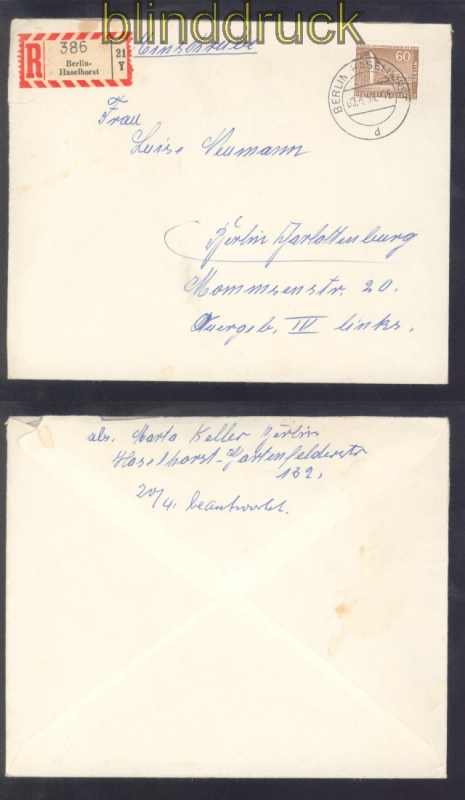 blinddruck
R
386
Berlin-
Haselhorst
21
Y
Einschreiben
60
BERLIN-HASELHORST
d
Frau
Luise Neumann
Berlin Charlottenburg
Mommsenstr. 20.
Quergeb. IV links.
abs. Marta Keller Berlin
Haselhorst-Gartenfelderstr
132.
20/4. beantwortet.